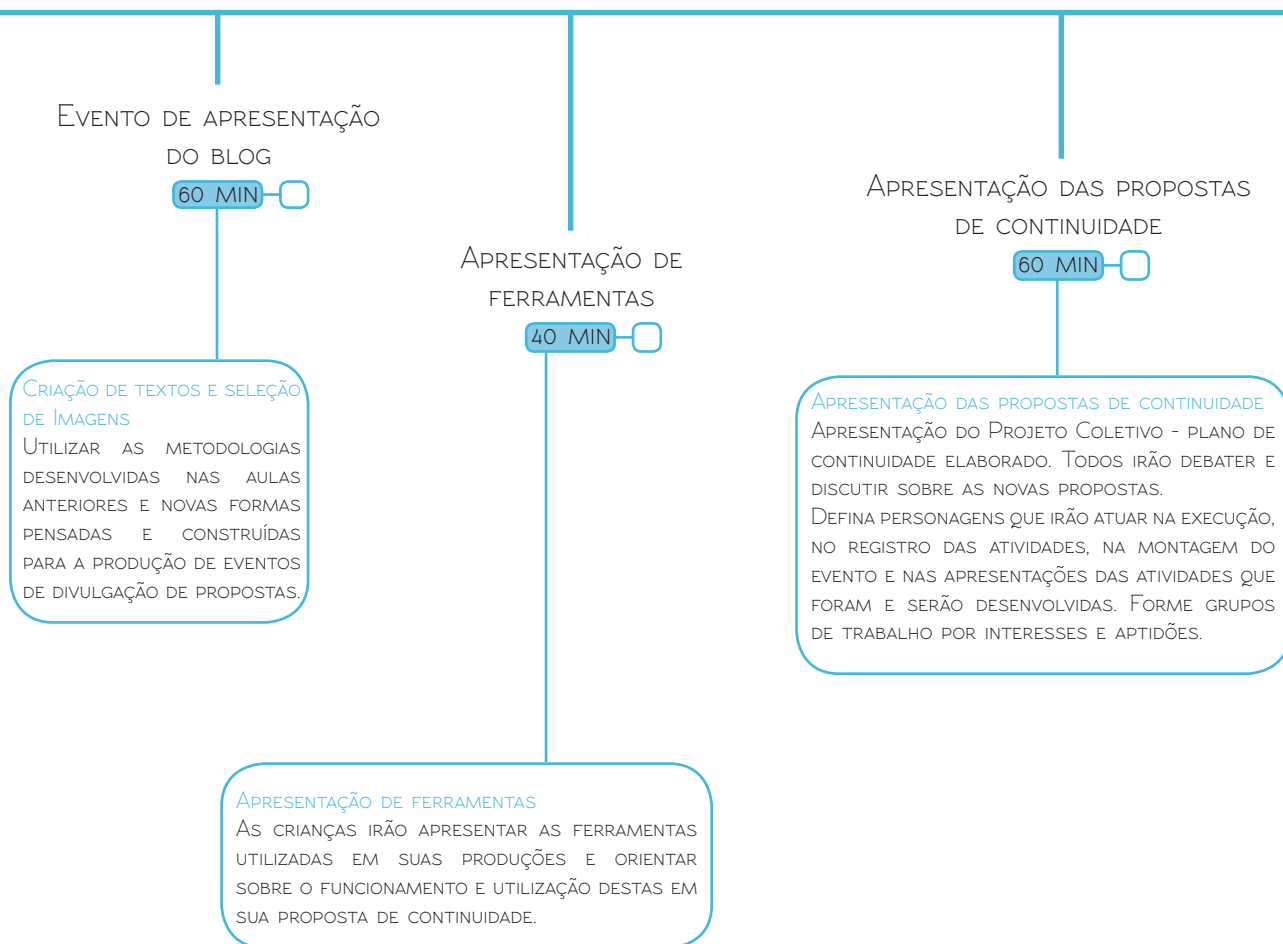 Evento de apresentação
do blog
60 min
Criação de textos e seleção
de Imagens
Utilizar as metodologias
desenvolvidas nas aulas
anteriores e novas formas
pensadas e construídas
para a produção de eventos
de divulgação de propostas.
Apresentação de
ferramentas
40 min
Apresentação de ferramentas
As crianças irão apresentar as ferramentas
utilizadas em suas produções e orientar
sobre o funcionamento e utilização destas em
sua proposta de continuidade.
Apresentação das propostas
de continuidade
60 min
Apresentação das propostas de continuidade
Apresentação do Projeto Coletivo - plano de
continuidade elaborado. Todos irão debater e
discutir sobre as novas propostas.
Defina personagens que irão atuar na execução,
no registro das atividades, na montagem do
evento e nas apresentações das atividades que
foram e serão desenvolvidas. Forme grupos
de trabalho por interesses e aptidões.